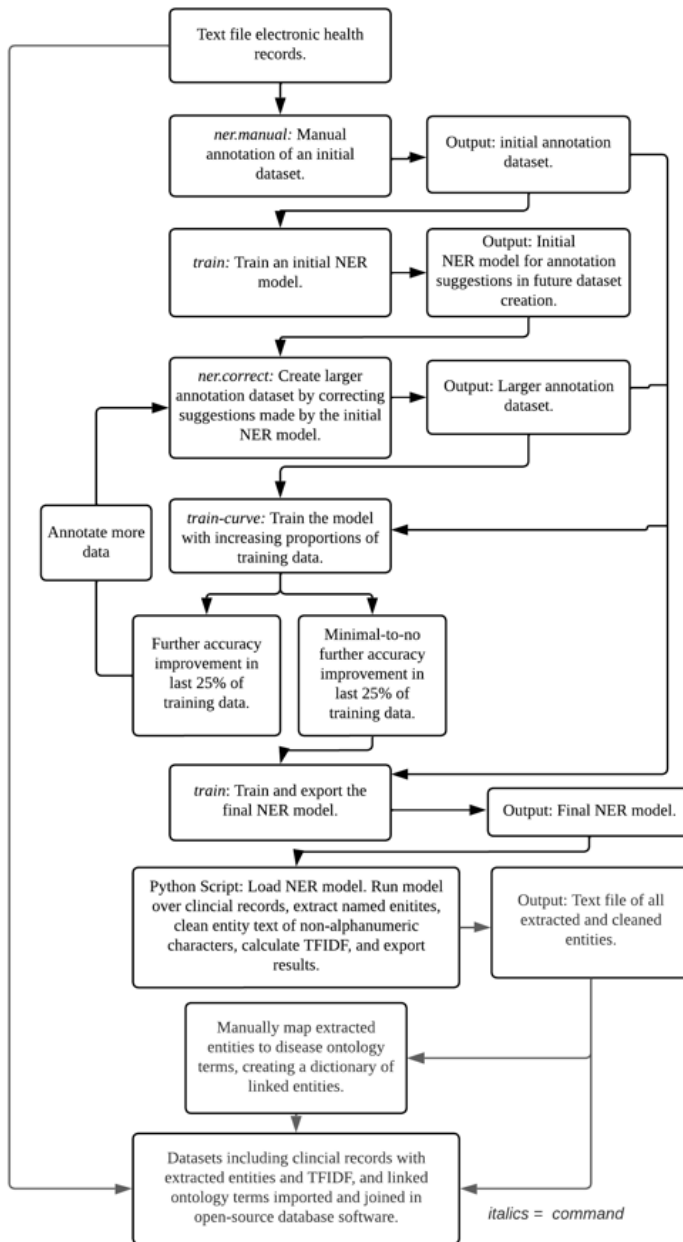 Text file electronic health
records.
ner.manual: Manual
annotation of an initial
dataset.
Output: initial annotation
dataset.
train: Train an initial NER
model.
Output: Initial
NER model for annotation
suggestions in future dataset
creation.
ner.correct: Create larger
annotation dataset by correcting
suggestions made by the initial
NER model.
Output: Larger annotation
dataset.
Annotate more
data
train-curve: Train the model
with increasing proportions of
training data.
Further accuracy
improvement in
last 25% of
training data.
Minimal-to-no
further accuracy
improvement in
last 25% of
training data.
train: Train and export the
final NER model.
Output: Final NER model.
Python Script: Load NER model. Run model
over clincial records, extract named enitites,
clean entity text of non-alphanumeric
characters, calculate TFIDF, and export
results.
Output: Text file of all
extracted and cleaned
entities.
Manually map extracted
entities to disease ontology
terms, creating a dictionary of
linked entities.
Datasets including clincial records with
extracted entities and TFIDF, and linked
ontology terms imported and joined in
open-source database software.
italics = command